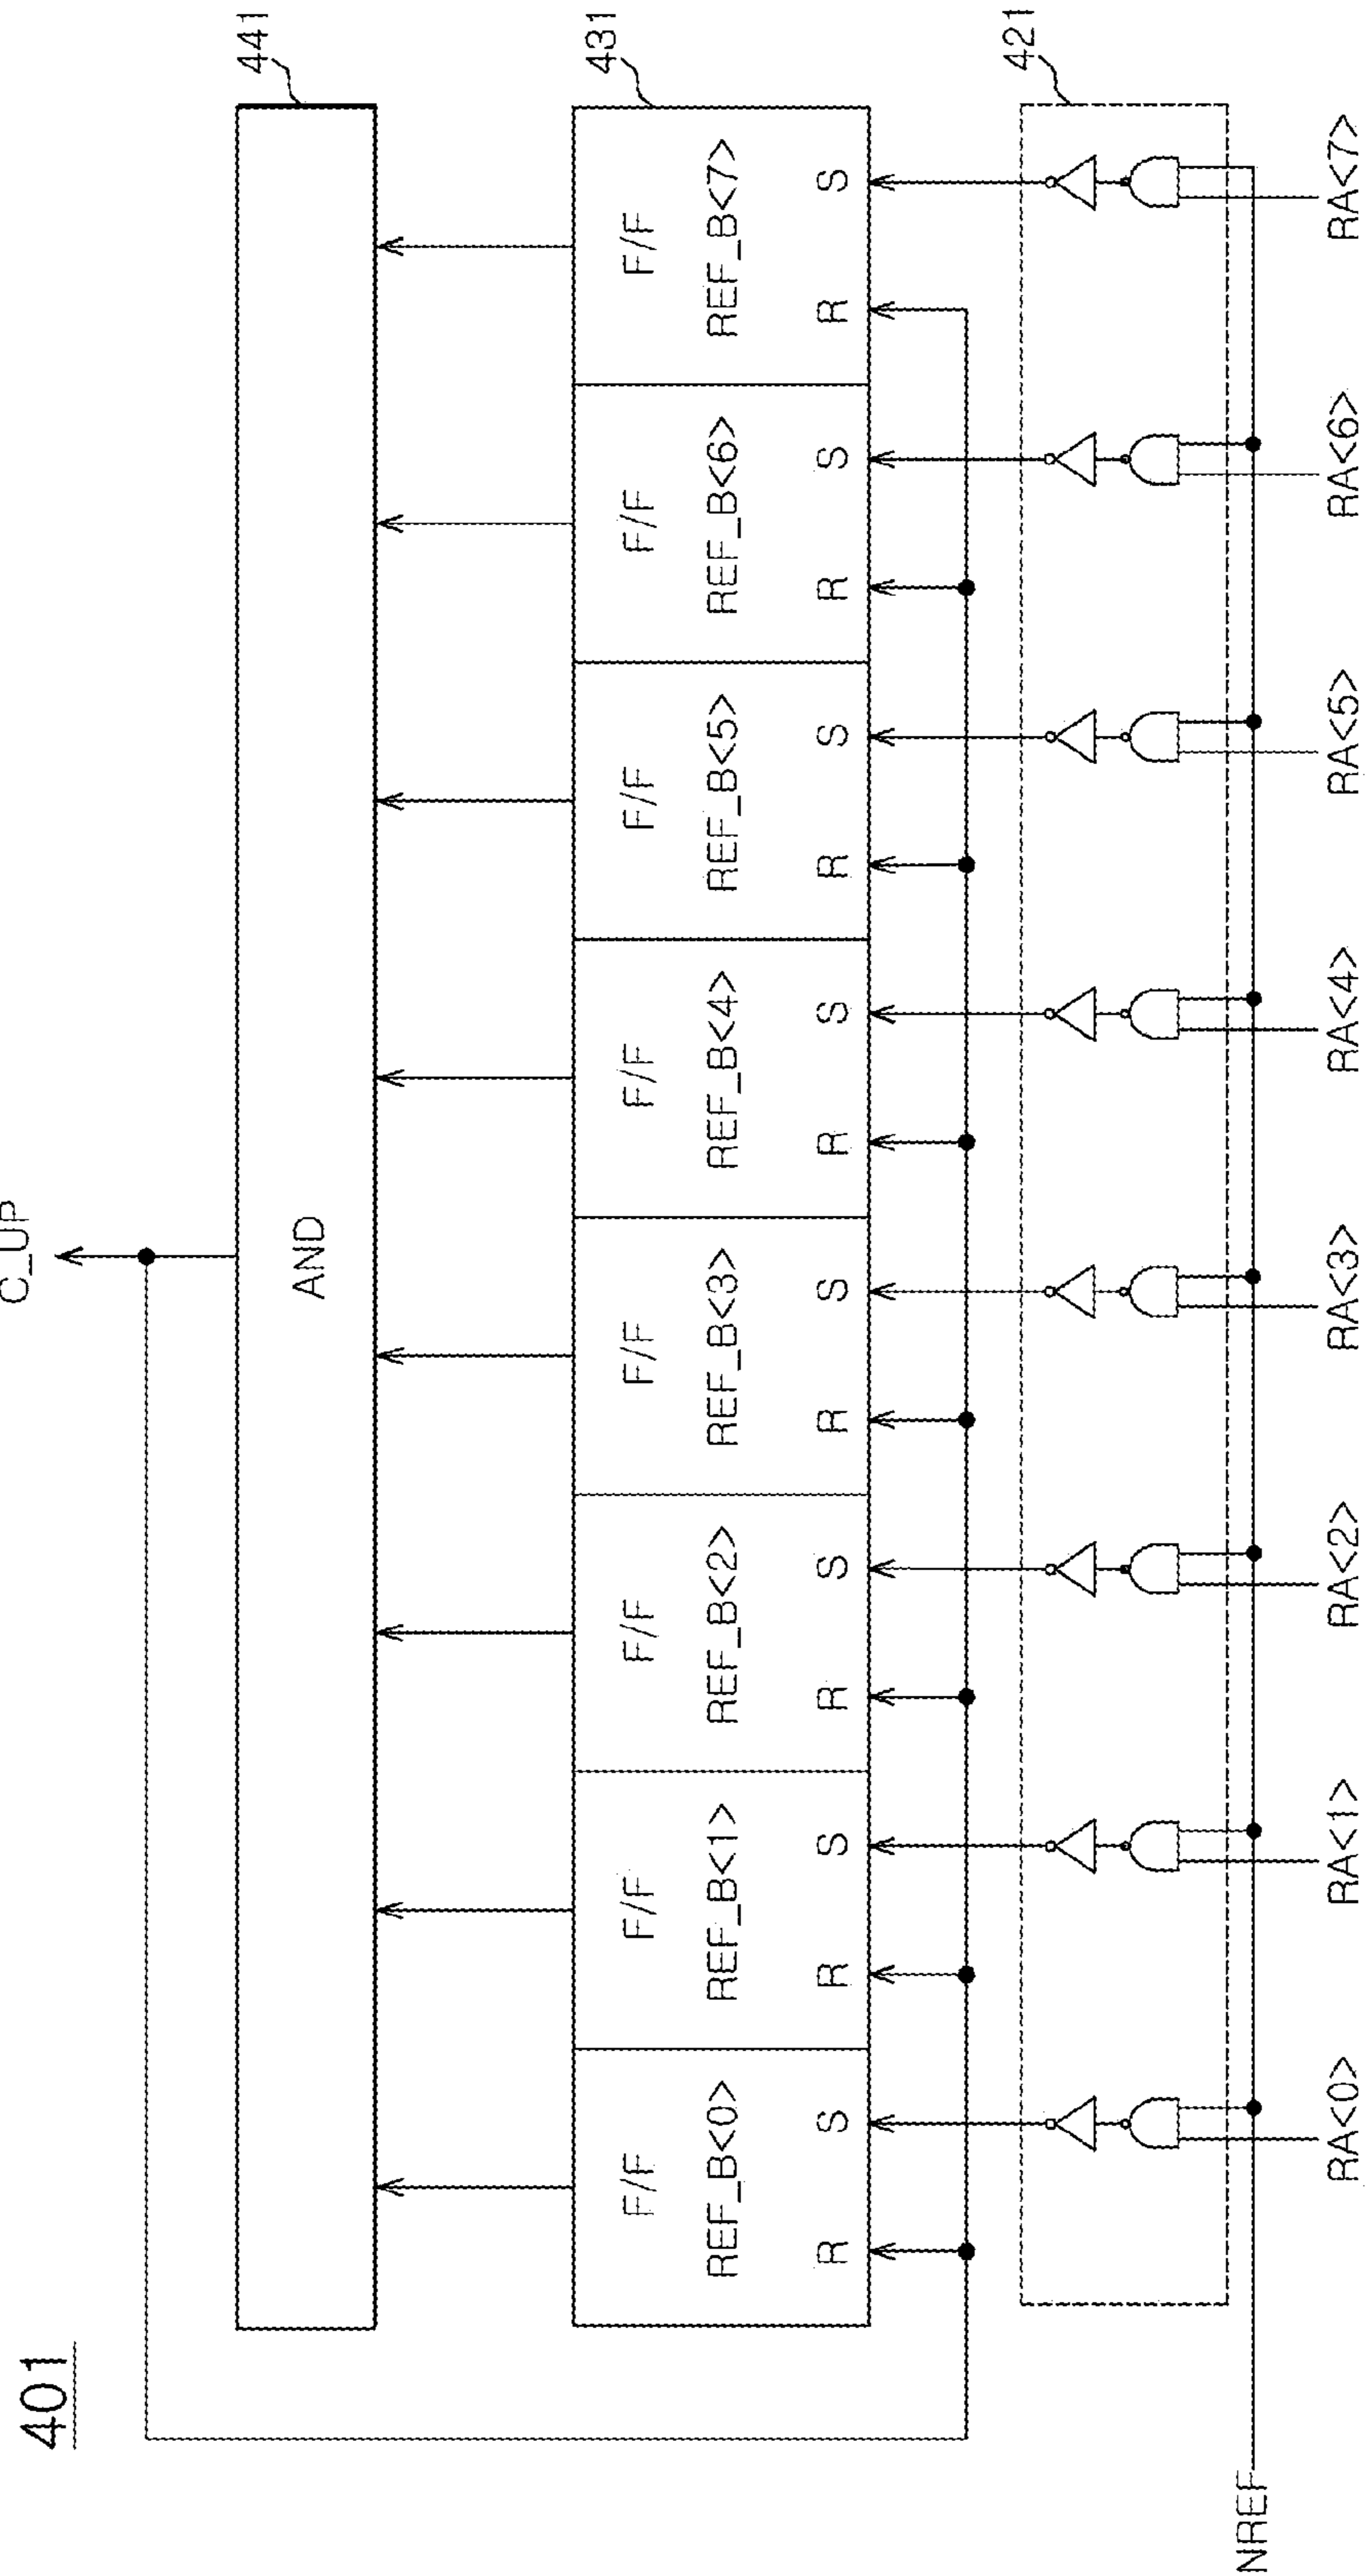 401
C_UP
441
AND
431
F/F
F/F
F/F
F/F
F/F
F/F
F/F
F/F
REF_B<0>
REF_B<1>
REF_B<2>
REF_B<3>
REF_B<4>
REF_B<5>
REF_B<6>
REF_B<7>
R S
R S
R S
R S
R S
R S
R S
R S
421
NREF
RA<0>
RA<1>
RA<2>
RA<3>
RA<4>
RA<5>
RA<6>
RA<7>